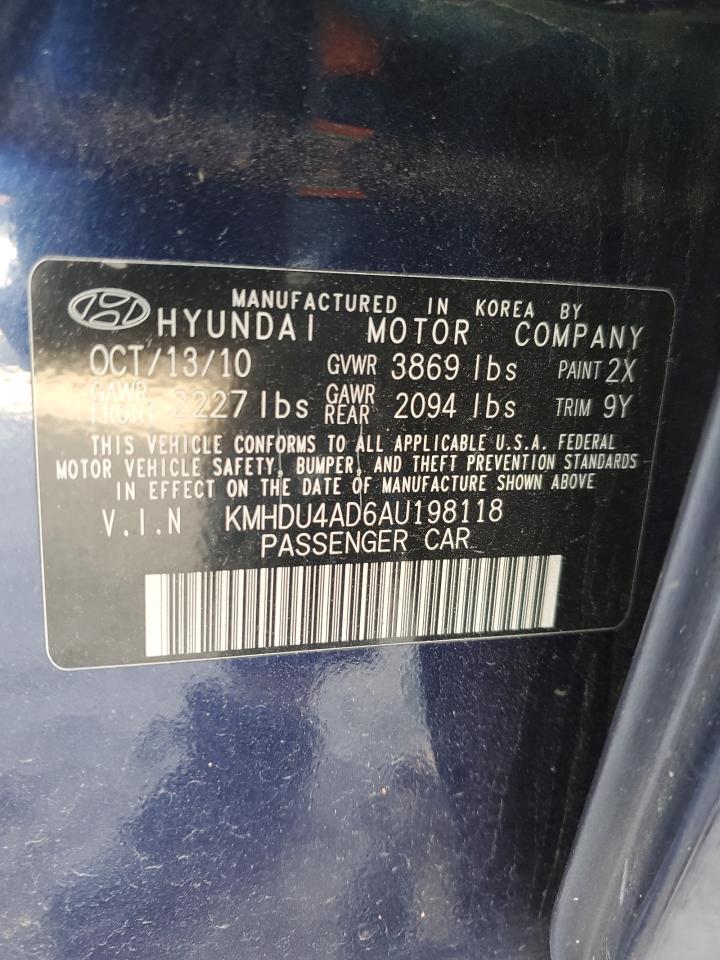 MANUFACTURED IN KOREA BY
HYUNDAI MOTOR COMPANY
OCT/13/10 GVWR 3869 lbs PAINT 2X
GAWR FRONT 2227 lbs GAWR REAR 2094 lbs TRIM 9Y
THIS VEHICLE CONFORMS TO ALL APPLICABLE U.S.A. FEDERAL
MOTOR VEHICLE SAFETY, BUMPER, AND THEFT PREVENTION STANDARDS
IN EFFECT ON THE DATE OF MANUFACTURE SHOWN ABOVE
V.I.N KMHDU4AD6AU198118
PASSENGER CAR